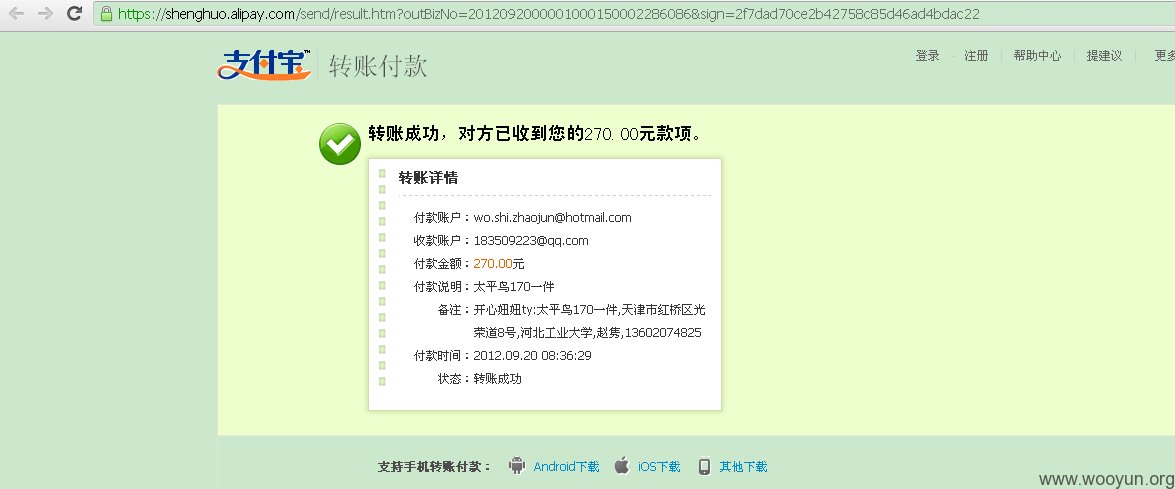 https://shenghuo.alipay.com/send/result.htm?outBizNo=2012092000001000150002286086&sign=2f7dad70ce2b42758c85d46ad4bdac22
支付宝™ 转账付款
登录 - 注册 | 帮助中心 | 提建议 | 更多
转账成功，对方已收到您的270.00元款项。
转账详情
付款账户：wo.shi.zhaojun@hotmail.com
收款账户：183509223@qq.com
付款金额：270.00元
付款说明：太平鸟170一件
备注：开心妞妞ty:太平鸟170一件,天津市红桥区光
荣道8号,河北工业大学,赵隽,13602074825
付款时间：2012.09.20 08:36:29
状态：转账成功
支持手机转账付款： Android下载 iOS下载 其他下载
www.wooyun.org